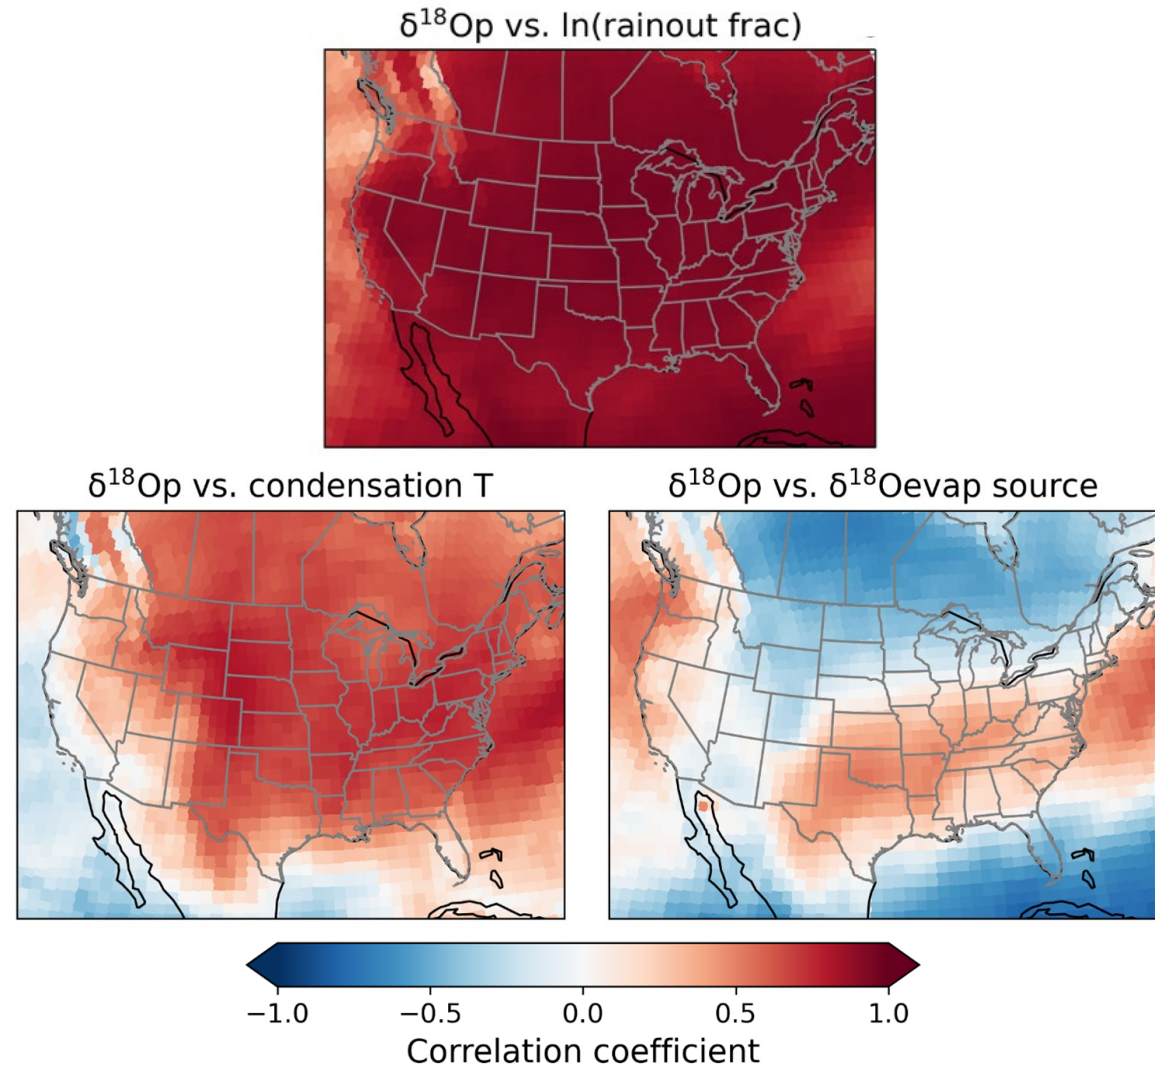 δ¹⁸Op vs. ln(rainout frac)
δ¹⁸Op vs. condensation T
δ¹⁸Op vs. δ¹⁸Oevap source
−1.0 −0.5 0.0 0.5 1.0
Correlation coefficient